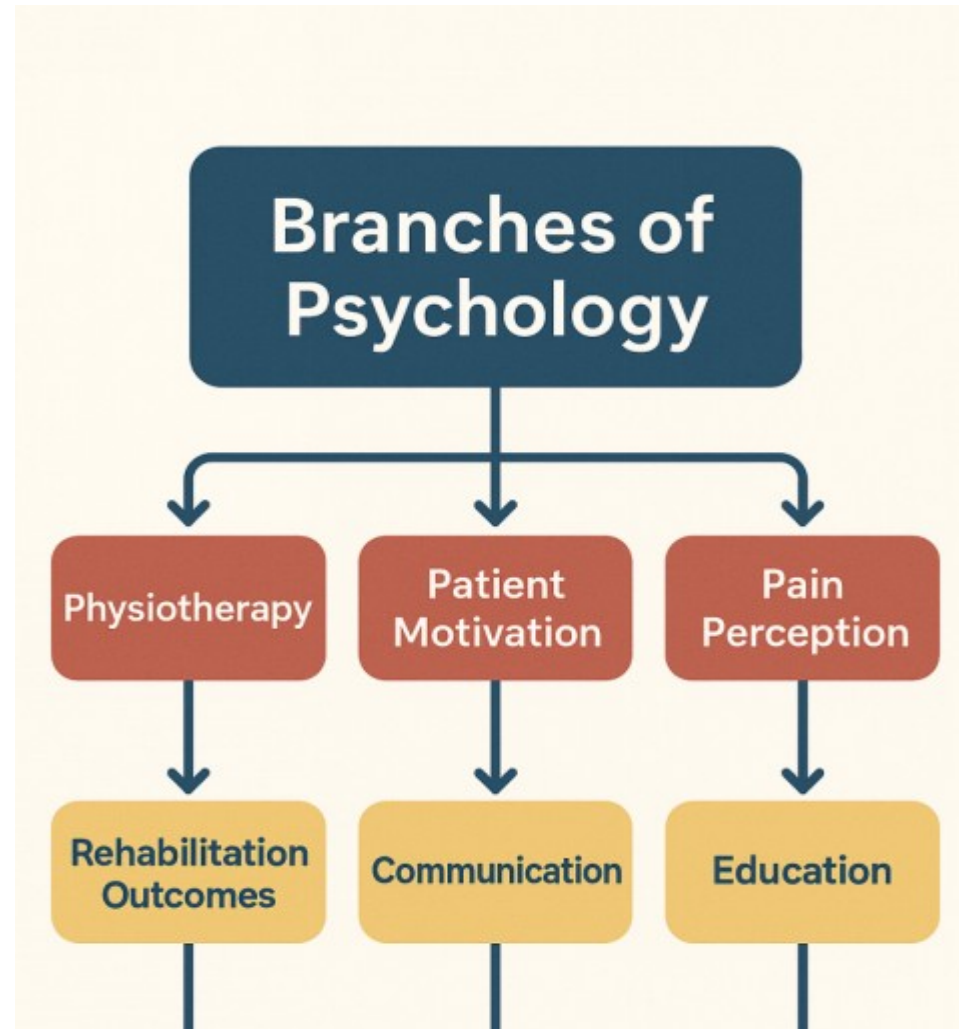 Branches of
Psychology
Physiotherapy
Patient
Motivation
Pain
Perception
Rehabilitation
Outcomes
Communication
Education